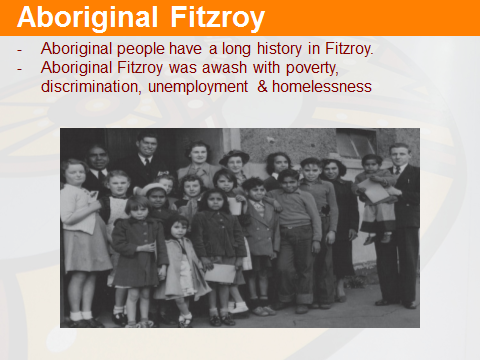 Aboriginal Fitzroy
- Aboriginal people have a long history in Fitzroy.
- Aboriginal Fitzroy was awash with poverty,
discrimination, unemployment & homelessness